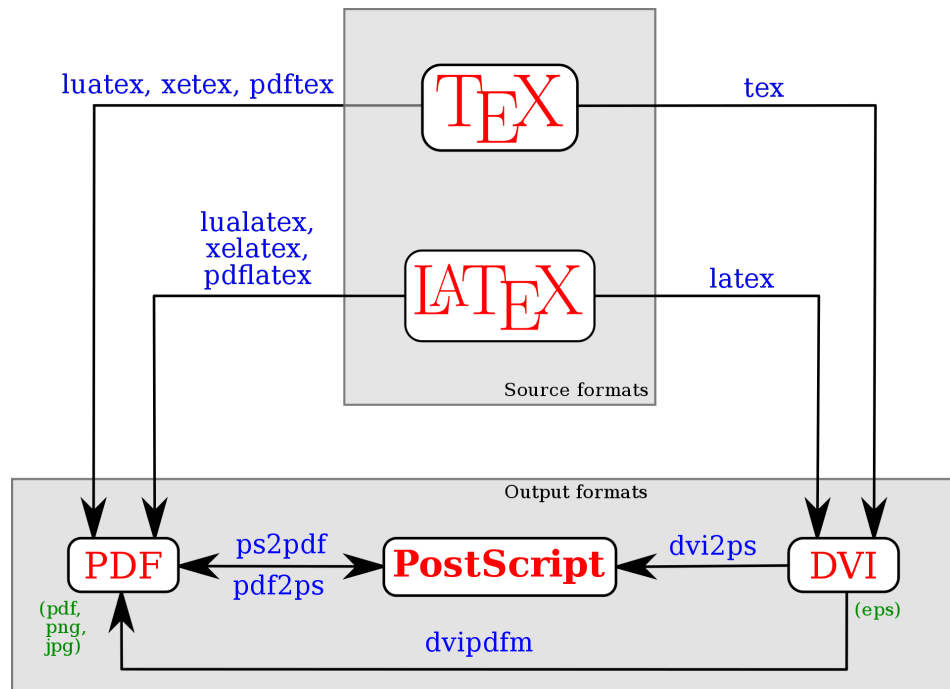 luatex, xetex, pdftex
TEX
tex
lualatex,
xelatex,
pdflatex
LATEX
latex
Source formats
Output formats
PDF
ps2pdf
pdf2ps
PostScript
dvi2ps
DVI
(pdf,
png,
jpg)
(eps)
dvipdfm